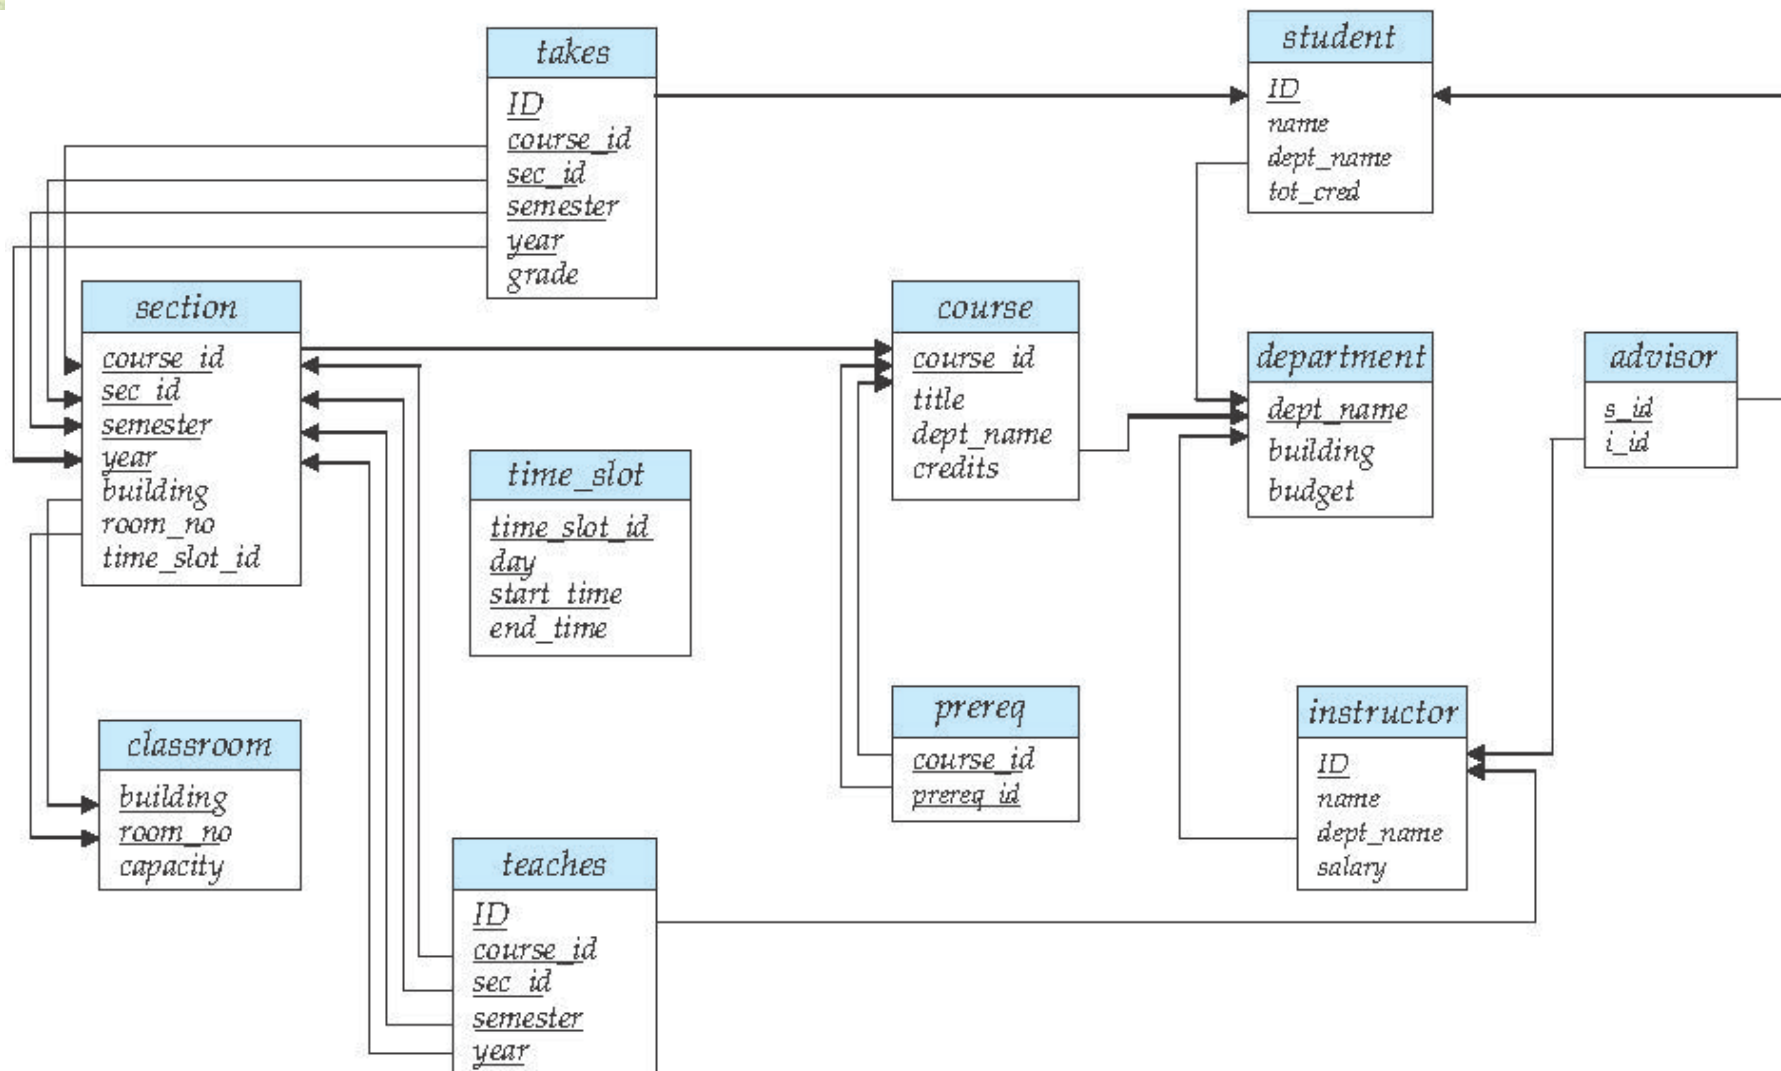 takes
ID
course_id
sec_id
semester
year
grade
student
ID
name
dept_name
tot_cred
section
course_id
sec_id
semester
year
building
room_no
time_slot_id
course
course_id
title
dept_name
credits
department
dept_name
building
budget
advisor
s_id
i_id
time_slot
time_slot_id
day
start_time
end_time
prereq
course_id
prereq_id
instructor
ID
name
dept_name
salary
classroom
building
room_no
capacity
teaches
ID
course_id
sec_id
semester
year